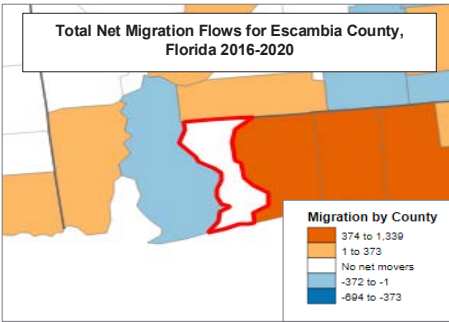 Total Net Migration Flows for Escambia County,
Florida 2016-2020
Migration by County
374 to 1,339
1 to 373
No net movers
-372 to -1
-694 to -373